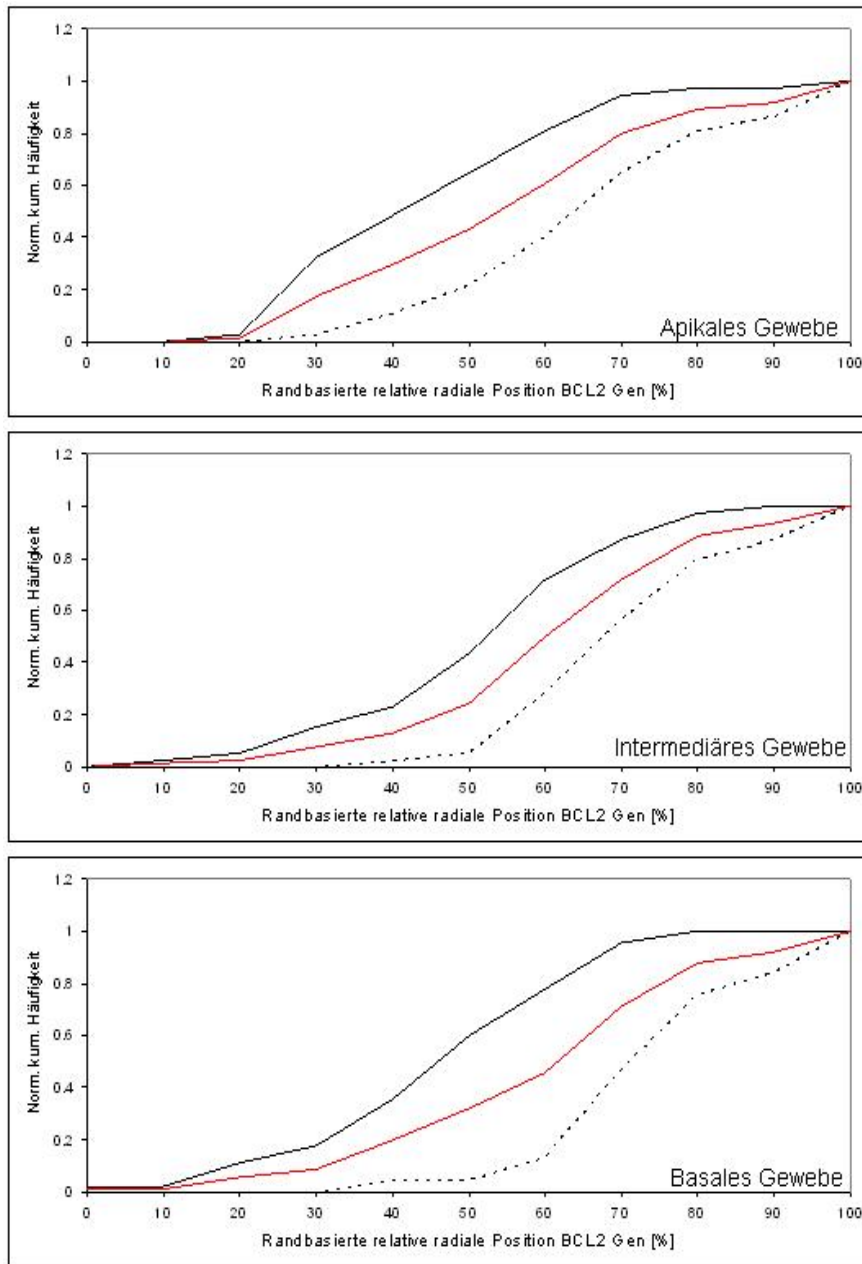 1.2
1
0.8
0.6
0.4
0.2
0
Norm. kum. Häufigkeit
Apikales Gewebe
0 10 20 30 40 50 60 70 80 90 100
Randbasierte relative radiale Position BCL2 Gen [%]
1.2
1
0.8
0.6
0.4
0.2
0
Norm. kum. Häufigkeit
Intermediäres Gewebe
0 10 20 30 40 50 60 70 80 90 100
Randbasierte relative radiale Position BCL2 Gen [%]
1.2
1
0.8
0.6
0.4
0.2
0
Norm. kum. Häufigkeit
Basales Gewebe
0 10 20 30 40 50 60 70 80 90 100
Randbasierte relative radiale Position BCL2 Gen [%]